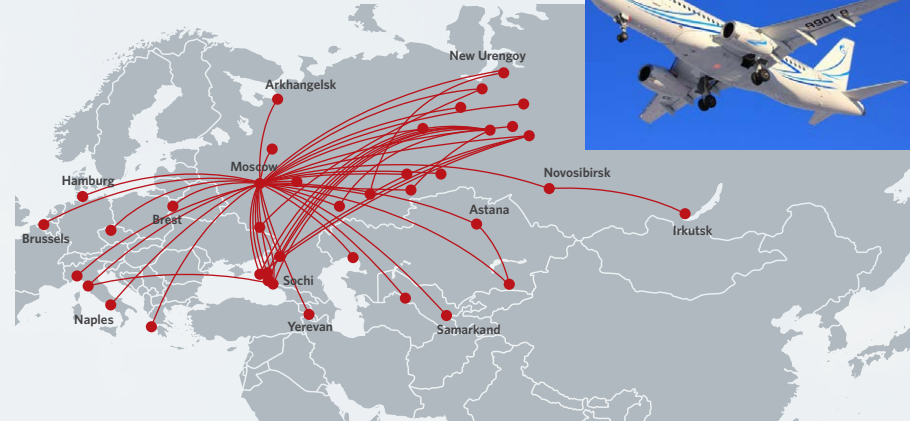 New Urengoy
Arkhangelsk
Moscow
Hamburg
Novosibirsk
Brest
Astana
Brussels
Irkutsk
Sochi
Naples
Yerevan
Samarkand